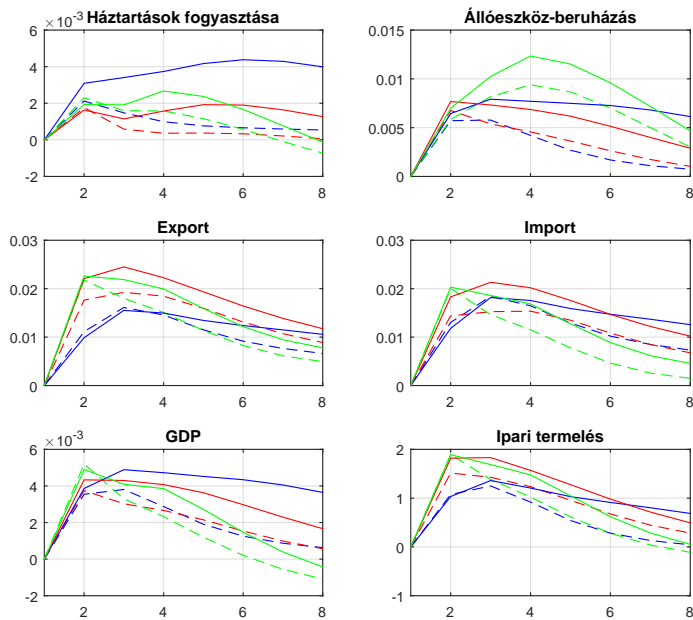 ×10⁻³ Háztartások fogyasztása
6
4
2
0
-2
2 4 6 8
Állóeszköz-beruházás
0.015
0.01
0.005
0
2 4 6 8
Export
0.03
0.02
0.01
0
2 4 6 8
Import
0.03
0.02
0.01
0
2 4 6 8
×10⁻³ GDP
6
4
2
0
-2
2 4 6 8
Ipari termelés
2
1
0
-1
2 4 6 8